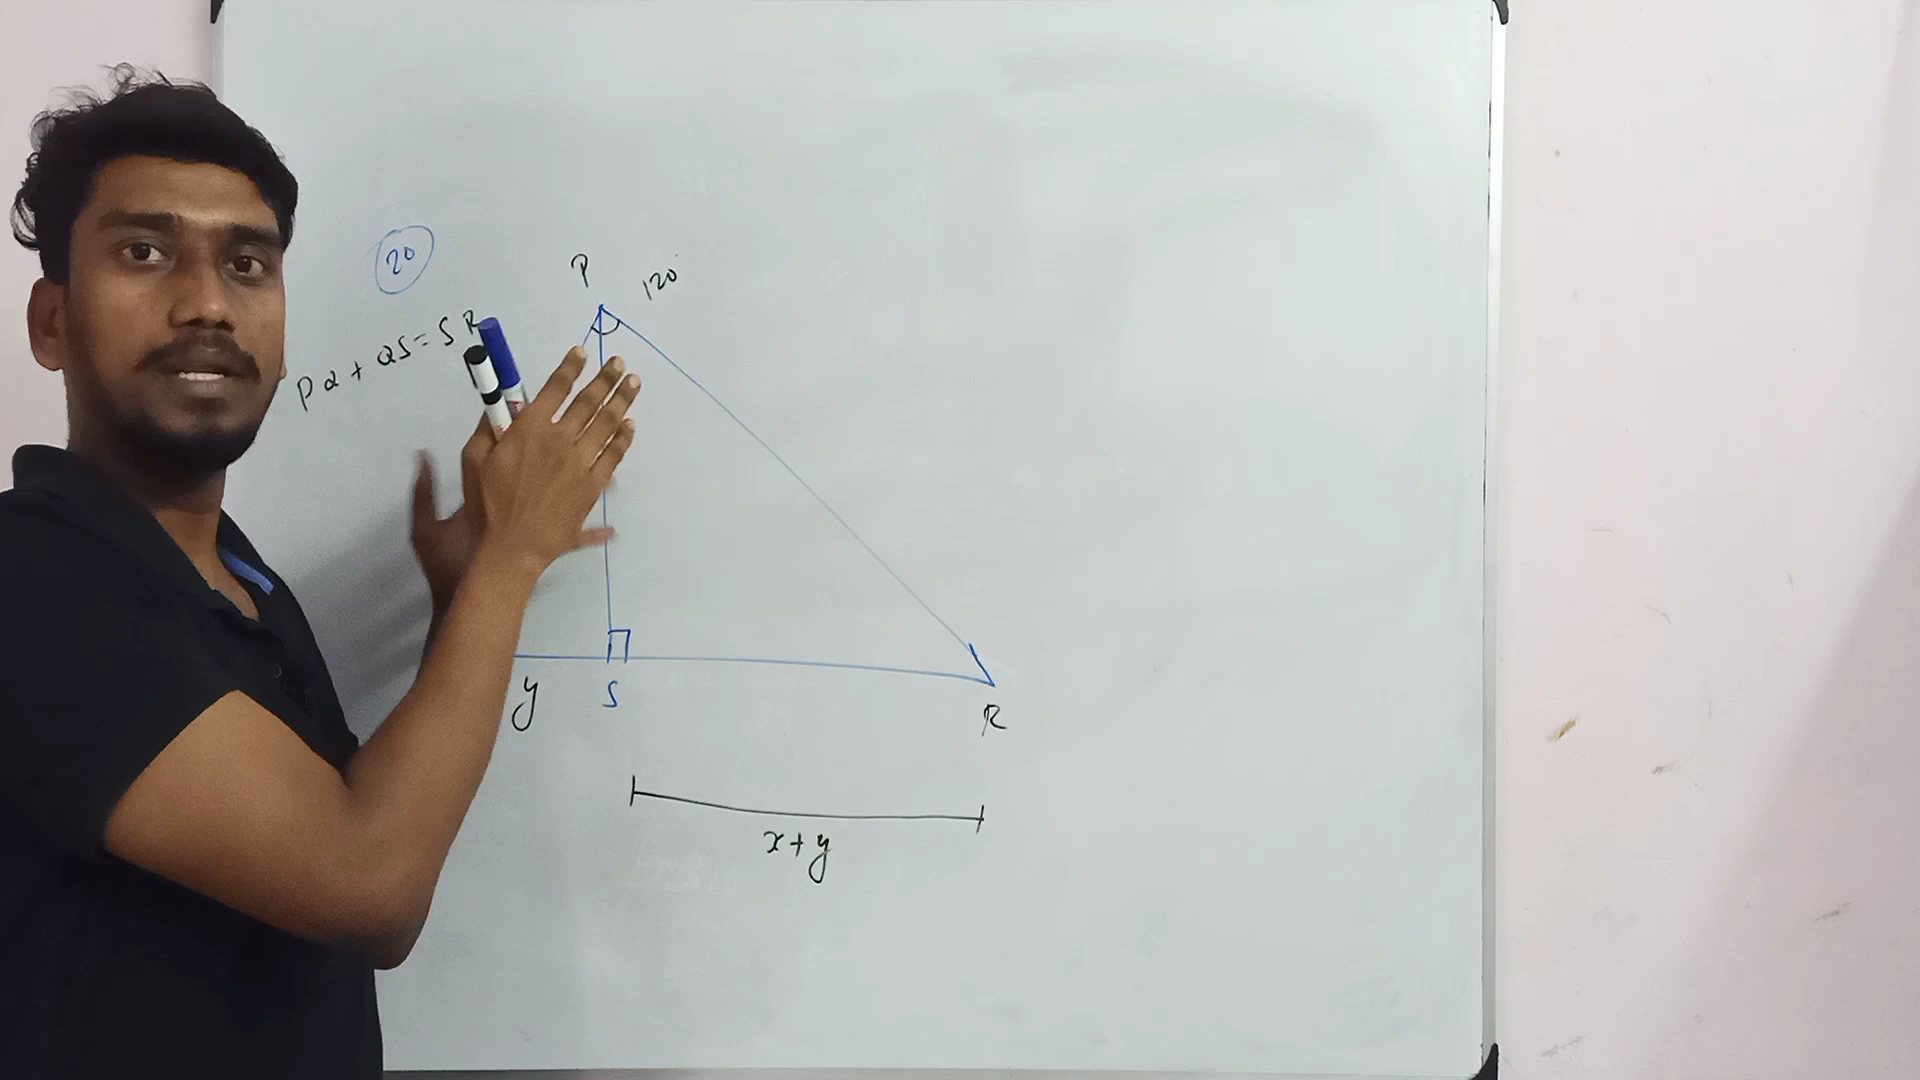 20
P
120°
PQ + QS = SR
y
S
R
x + y